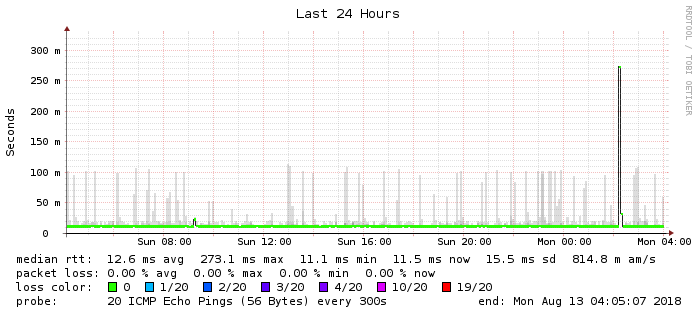 Last 24 Hours
RRDTOOL / TOBI OETIKER
Seconds
300 m
250 m
200 m
150 m
100 m
50 m
0
Sun 08:00 Sun 12:00 Sun 16:00 Sun 20:00 Mon 00:00 Mon 04:00
median rtt: 12.6 ms avg 273.1 ms max 11.1 ms min 11.5 ms now 15.5 ms sd 814.8 m am/s
packet loss: 0.00 % avg 0.00 % max 0.00 % min 0.00 % now
loss color: 0 1/20 2/20 3/20 4/20 10/20 19/20
probe: 20 ICMP Echo Pings (56 Bytes) every 300s end: Mon Aug 13 04:05:07 2018